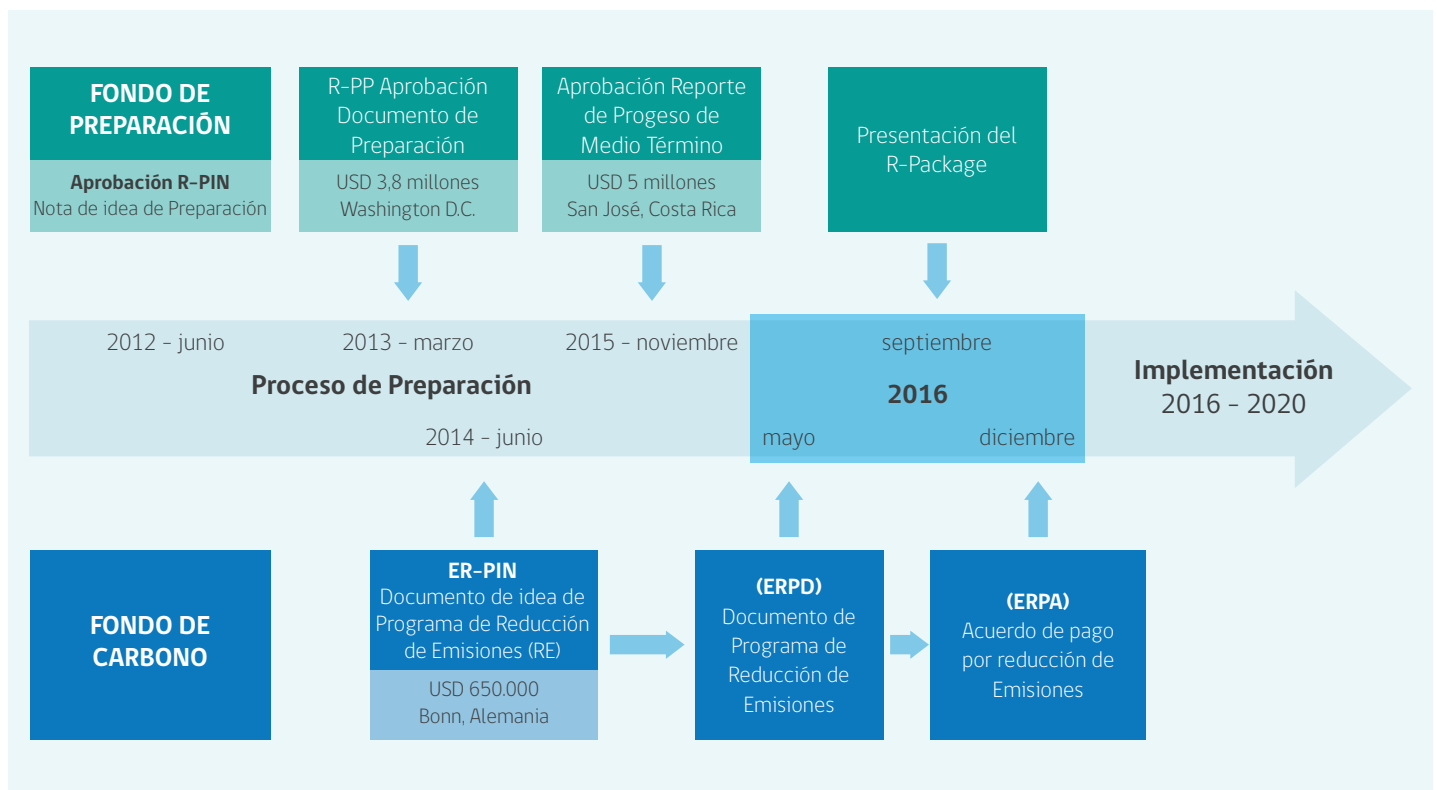 FONDO DE
PREPARACIÓN
Aprobación R-PIN
Nota de idea de Preparación
R-PP Aprobación
Documento de
Preparación
USD 3,8 millones
Washington D.C.
Aprobación Reporte
de Progeso de
Medio Término
USD 5 millones
San José, Costa Rica
Presentación del
R-Package
2012 - junio
2013 - marzo
2015 - noviembre
septiembre
Proceso de Preparación
2016
2014 - junio
mayo
diciembre
Implementación
2016 - 2020
FONDO DE
CARBONO
ER-PIN
Documento de idea de
Programa de Reducción
de Emisiones (RE)
USD 650.000
Bonn, Alemania
(ERPD)
Documento de
Programa de
Reducción de
Emisiones
(ERPA)
Acuerdo de pago
por reducción de
Emisiones